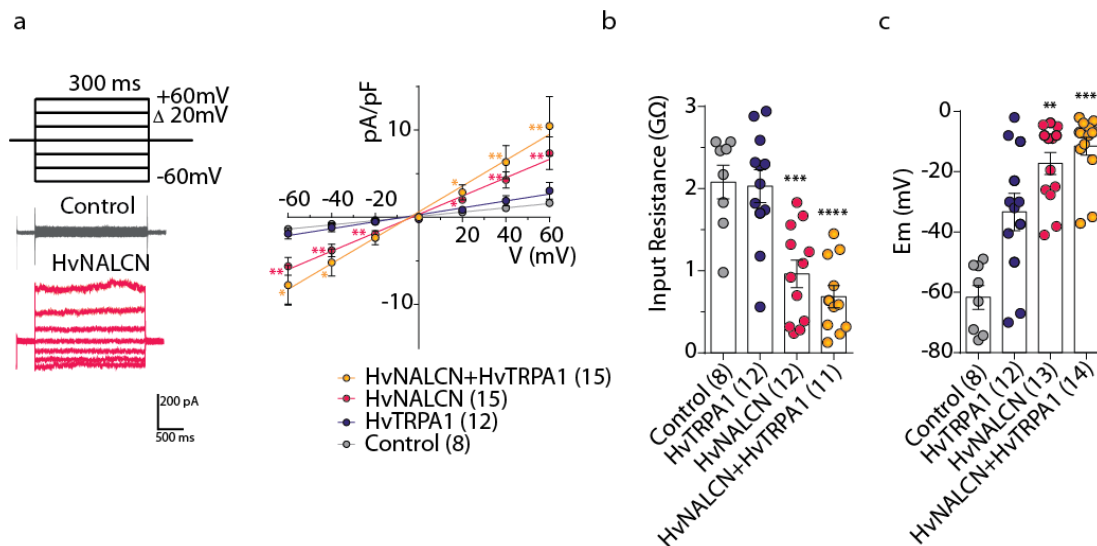 a
300 ms
+60mV
Δ 20mV
-60mV
Control
HvNALCN
200 pA
500 ms
pA/pF
10
-10
-60 -40 -20
20 40 60
V (mV)
** ** ** * ** ** * ** ** ** * *
HvNALCN+HvTRPA1 (15)
HvNALCN (15)
HvTRPA1 (12)
Control (8)
b
Input Resistance (GΩ)
3
2
1
0
***
****
Control (8)
HvTRPA1 (12)
HvNALCN (12)
HvNALCN+HvTRPA1 (11)
c
Em (mV)
0
-20
-40
-60
-80
**
***
Control (8)
HvTRPA1 (12)
HvNALCN (13)
HvNALCN+HvTRPA1 (14)